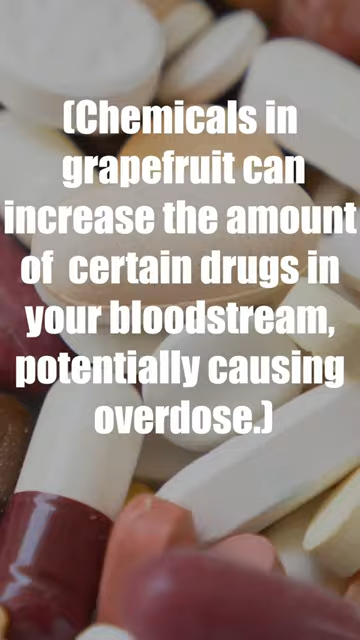 (Chemicals in
grapefruit can
increase the amount
of  certain drugs in
your bloodstream,
potentially causing
overdose.)